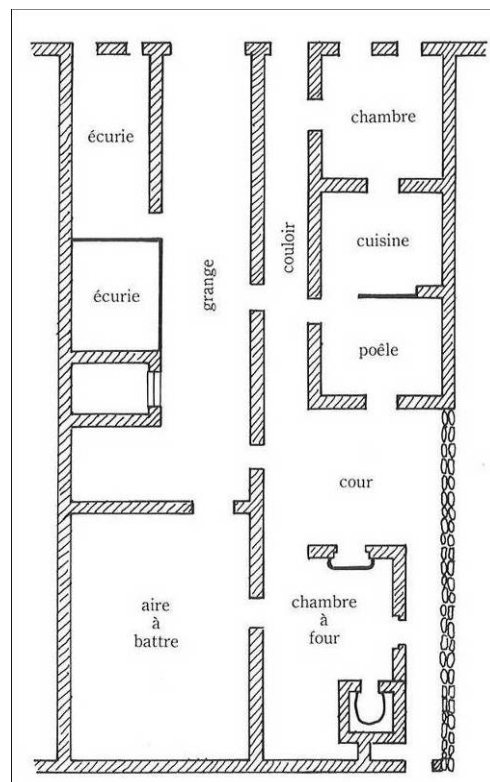 écurie
chambre
écurie
grange
couloir
cuisine
poêle
cour
aire
à
battre
chambre
à
four